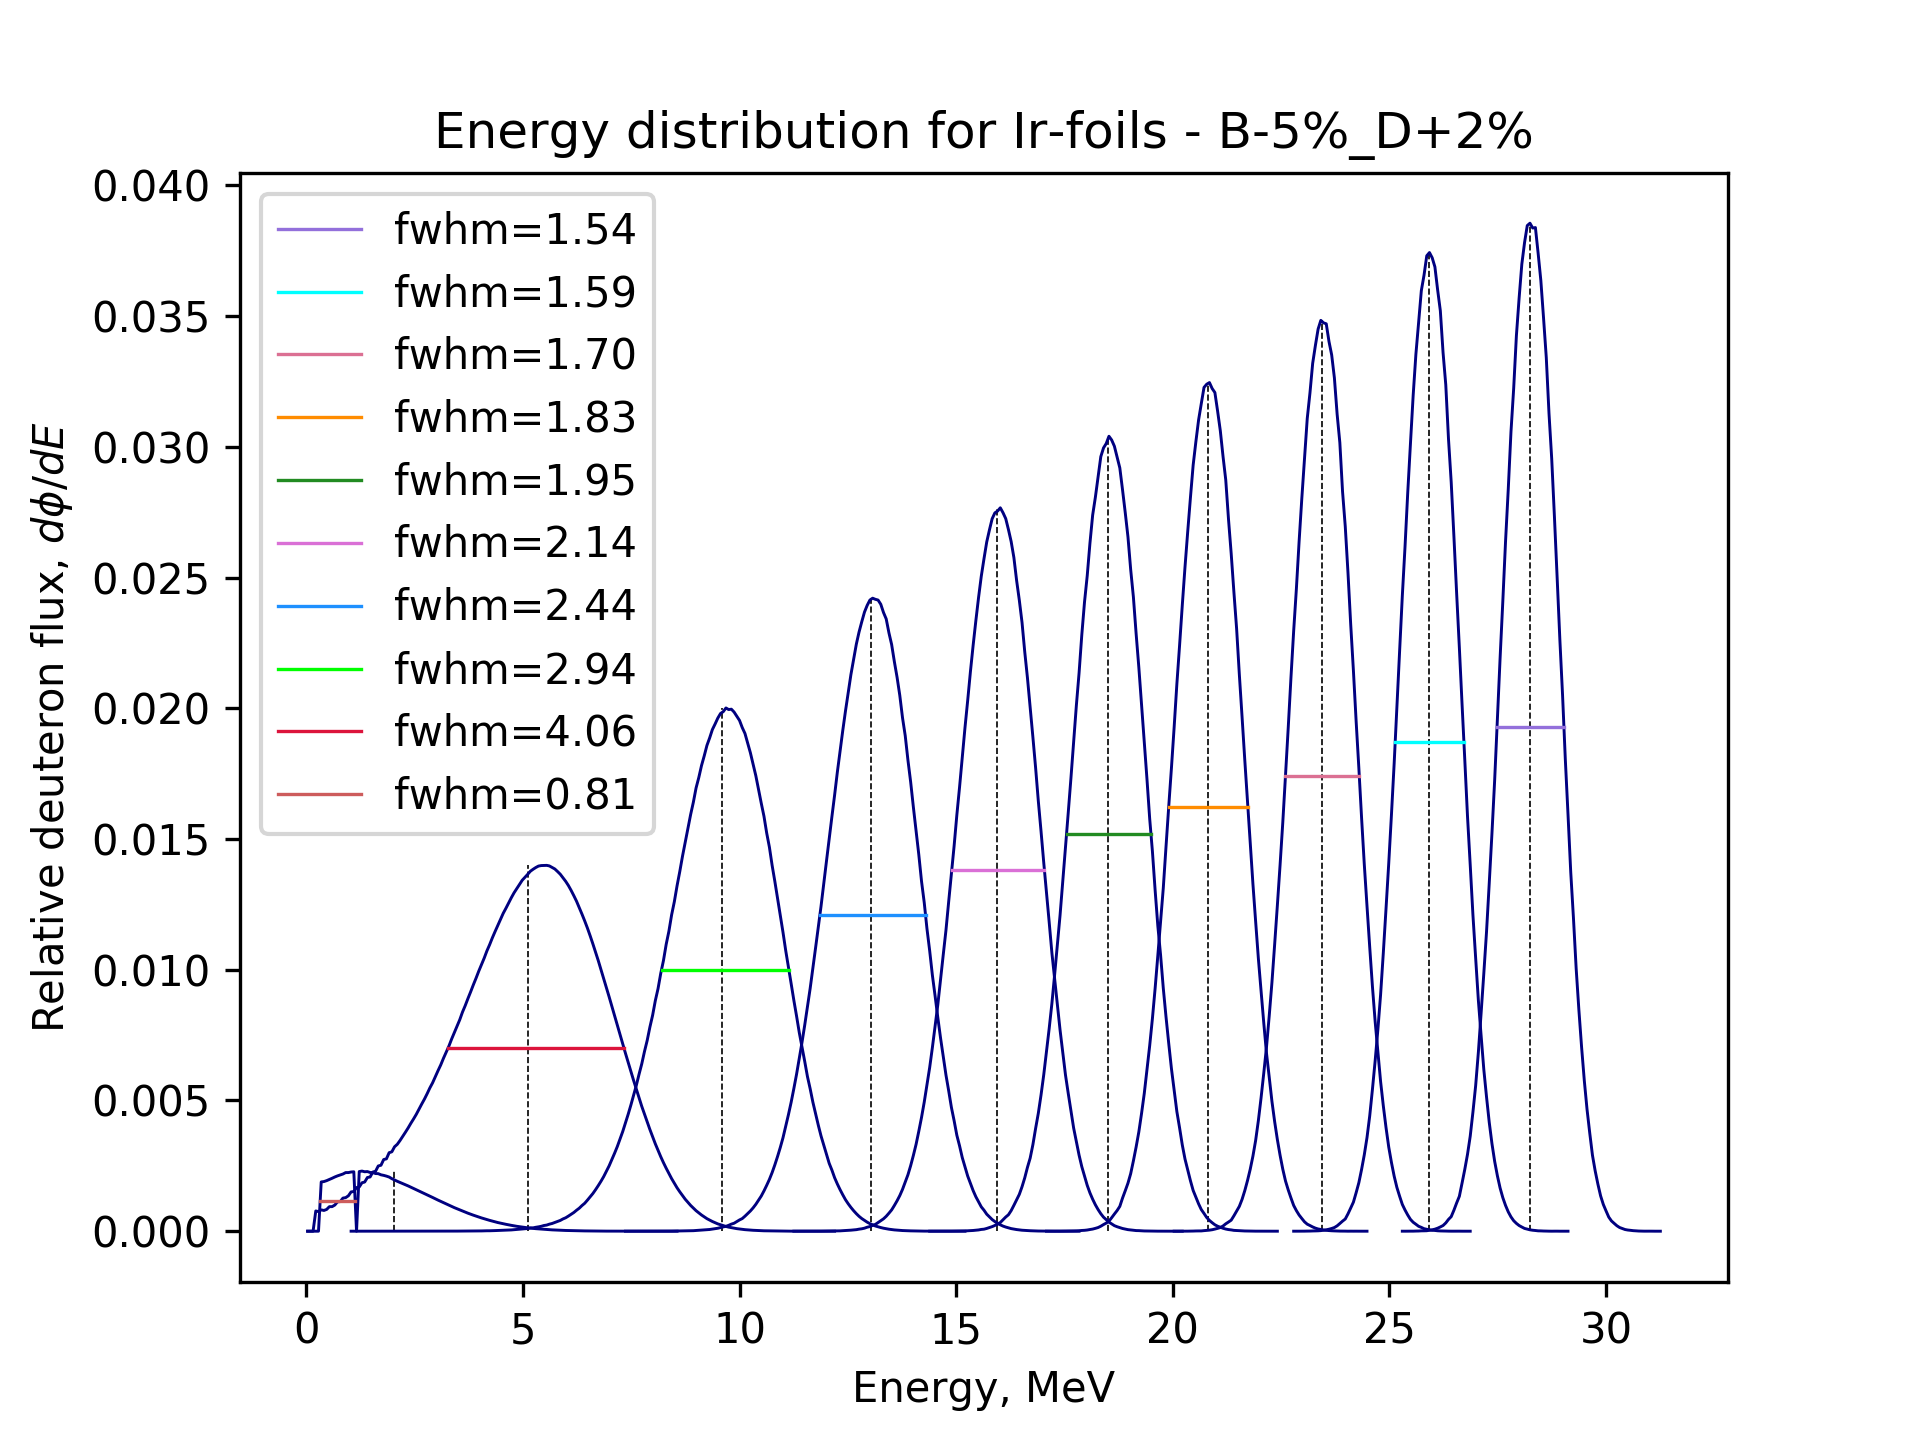 Energy distribution for Ir-foils - B-5%_D+2%
0.040
0.035
0.030
0.025
0.020
0.015
0.010
0.005
0.000
Relative deuteron flux, dϕ/dE
fwhm=1.54
fwhm=1.59
fwhm=1.70
fwhm=1.83
fwhm=1.95
fwhm=2.14
fwhm=2.44
fwhm=2.94
fwhm=4.06
fwhm=0.81
0 5 10 15 20 25 30
Energy, MeV